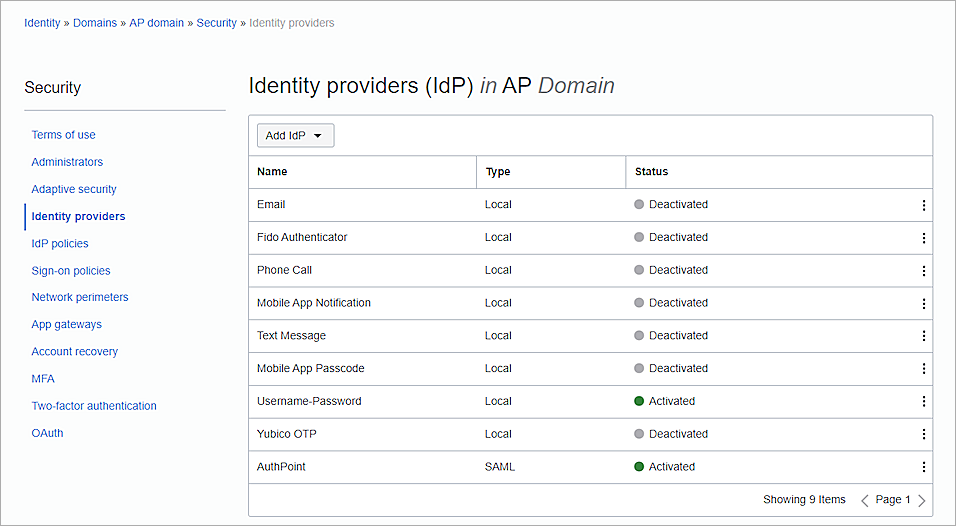 Identity » Domains » AP domain » Security » Identity providers
Security
Terms of use
Administrators
Adaptive security
Identity providers
IdP policies
Sign-on policies
Network perimeters
App gateways
Account recovery
MFA
Two-factor authentication
OAuth
Identity providers (IdP) in AP Domain
Add IdP
Name Type Status
Email Local Deactivated
Fido Authenticator Local Deactivated
Phone Call Local Deactivated
Mobile App Notification Local Deactivated
Text Message Local Deactivated
Mobile App Passcode Local Deactivated
Username-Password Local Activated
Yubico OTP Local Deactivated
AuthPoint SAML Activated
Showing 9 Items Page 1